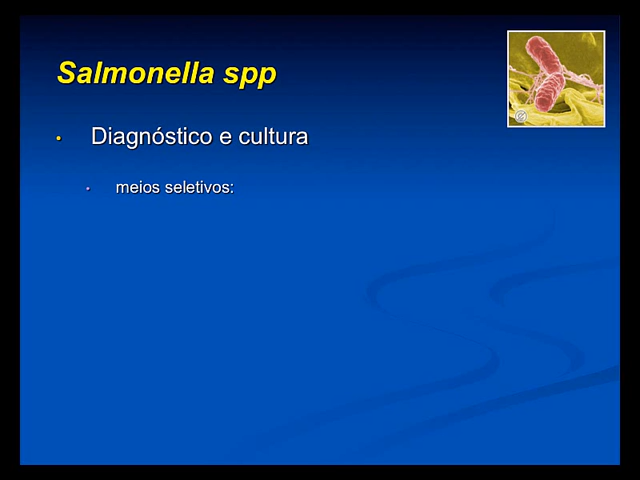 Salmonella spp
• Diagnóstico e cultura
• meios seletivos: